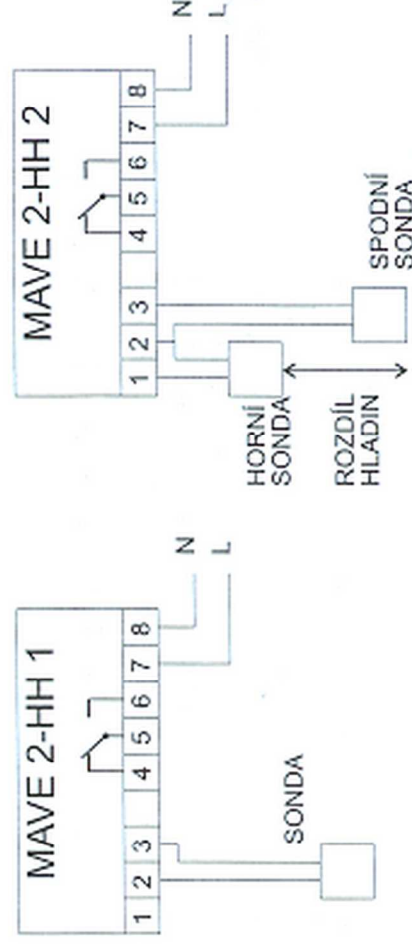 MAVE 2-HH 1
1 2 3 4 5 6 7 8
N
L
SONDA
MAVE 2-HH 2
1 2 3 4 5 6 7 8
N
L
HORNÍ
SONDA
ROZDÍL
HLADIN
SPODNÍ
SONDA